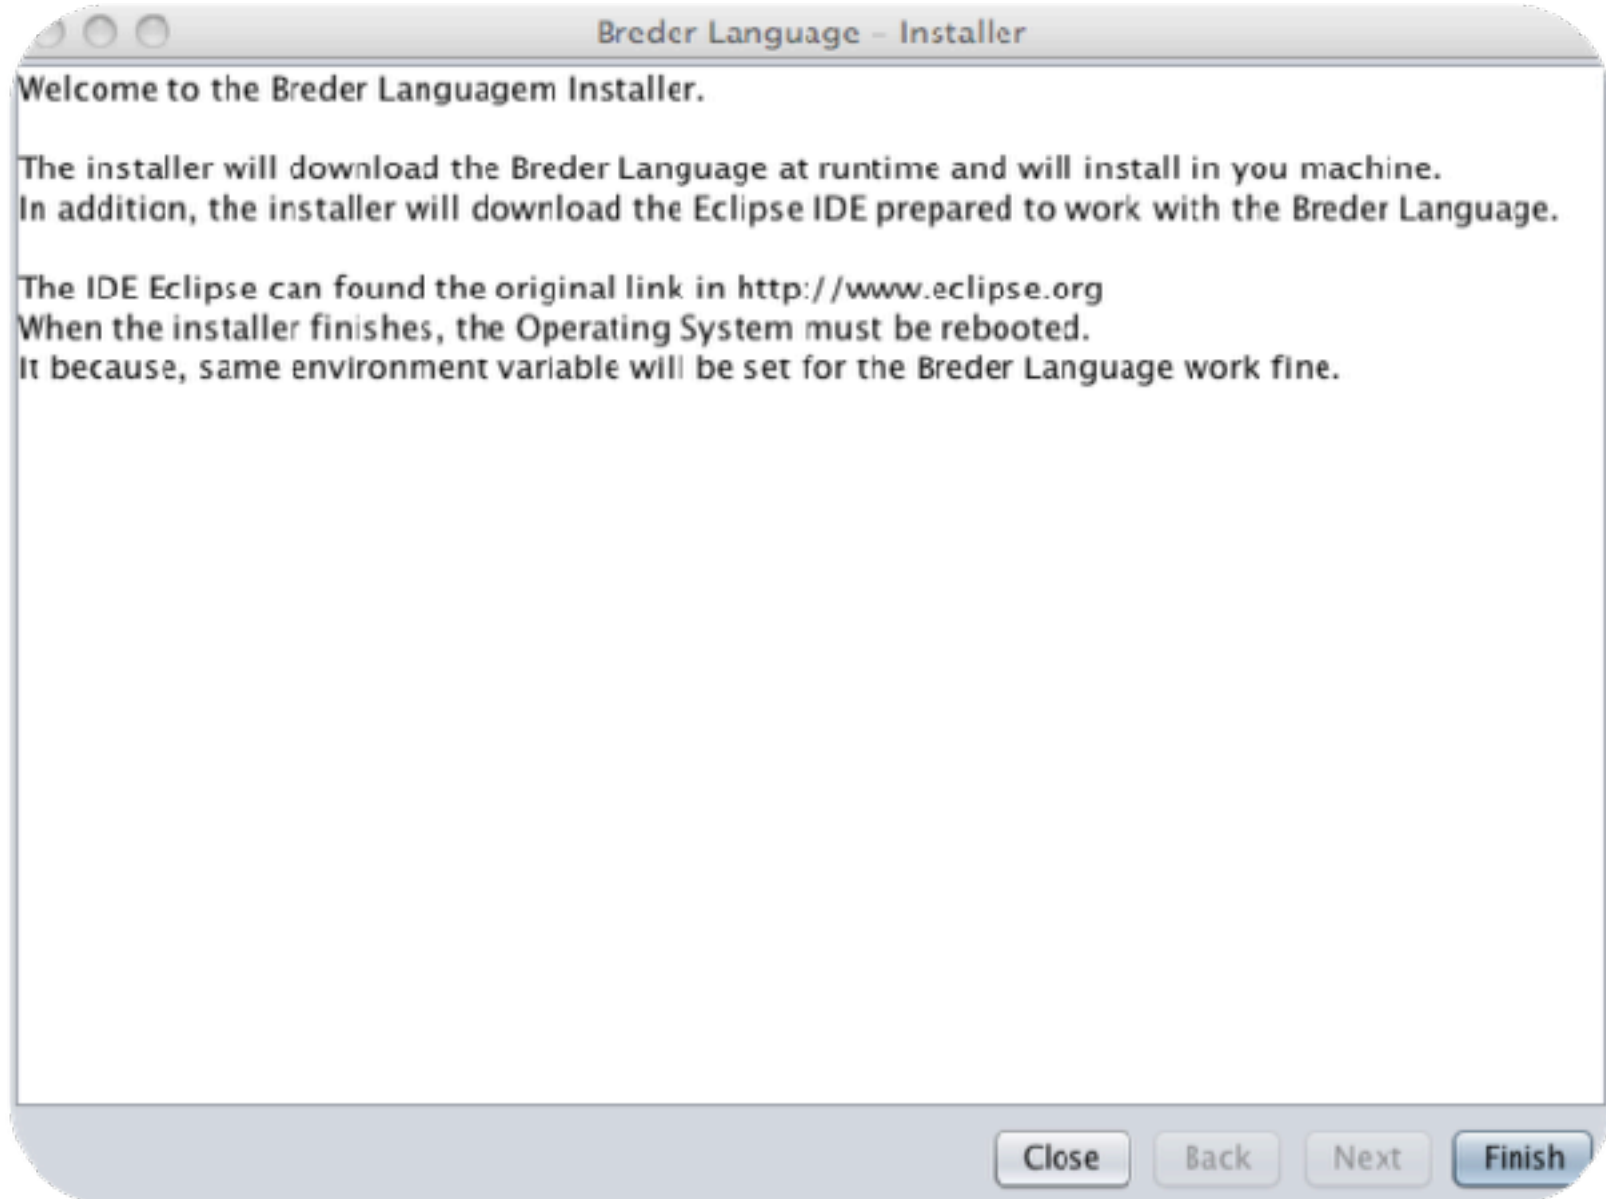 Breder Language - Installer
Welcome to the Breder Languagem Installer.
The installer will download the Breder Language at runtime and will install in you machine.
In addition, the installer will download the Eclipse IDE prepared to work with the Breder Language.
The IDE Eclipse can found the original link in http://www.eclipse.org
When the installer finishes, the Operating System must be rebooted.
It because, same environment variable will be set for the Breder Language work fine.
Close Back Next Finish